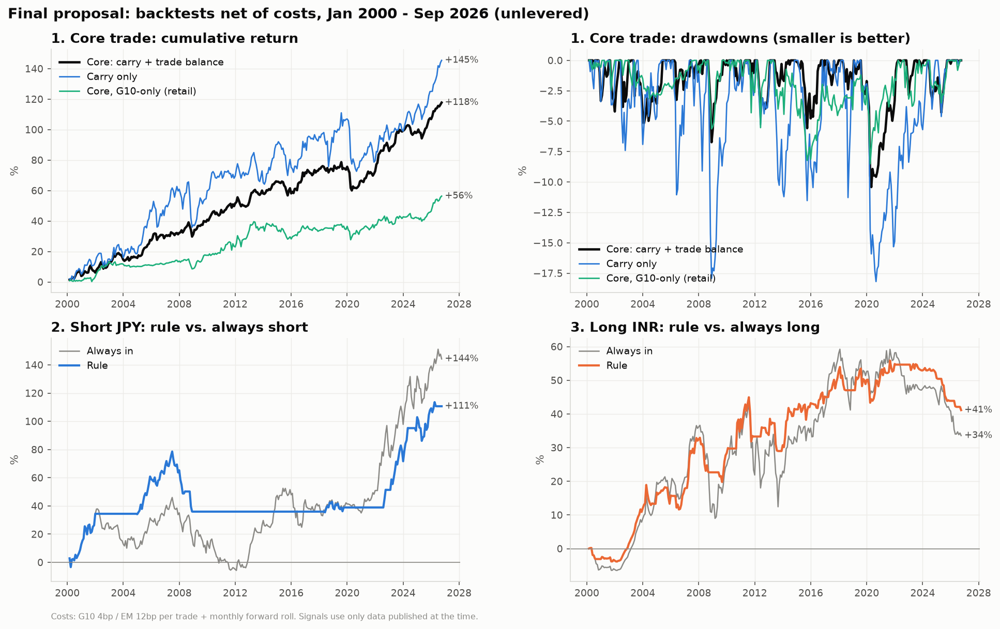 Final proposal: backtests net of costs, Jan 2000 - Sep 2026 (unlevered)
1. Core trade: cumulative return
Core: carry + trade balance
Carry only
Core, G10-only (retail)
+145%
+118%
+56%
%
140
120
100
80
60
40
20
0
2000 2004 2008 2012 2016 2020 2024 2028
1. Core trade: drawdowns (smaller is better)
%
0.0
−2.5
−5.0
−7.5
−10.0
−12.5
−15.0
−17.5
Core: carry + trade balance
Carry only
Core, G10-only (retail)
2000 2004 2008 2012 2016 2020 2024 2028
2. Short JPY: rule vs. always short
Always in
Rule
+144%
+111%
%
140
120
100
80
60
40
20
0
2000 2004 2008 2012 2016 2020 2024 2028
3. Long INR: rule vs. always long
Always in
Rule
+41%
+34%
%
60
50
40
30
20
10
0
2000 2004 2008 2012 2016 2020 2024 2028
Costs: G10 4bp / EM 12bp per trade + monthly forward roll. Signals use only data published at the time.